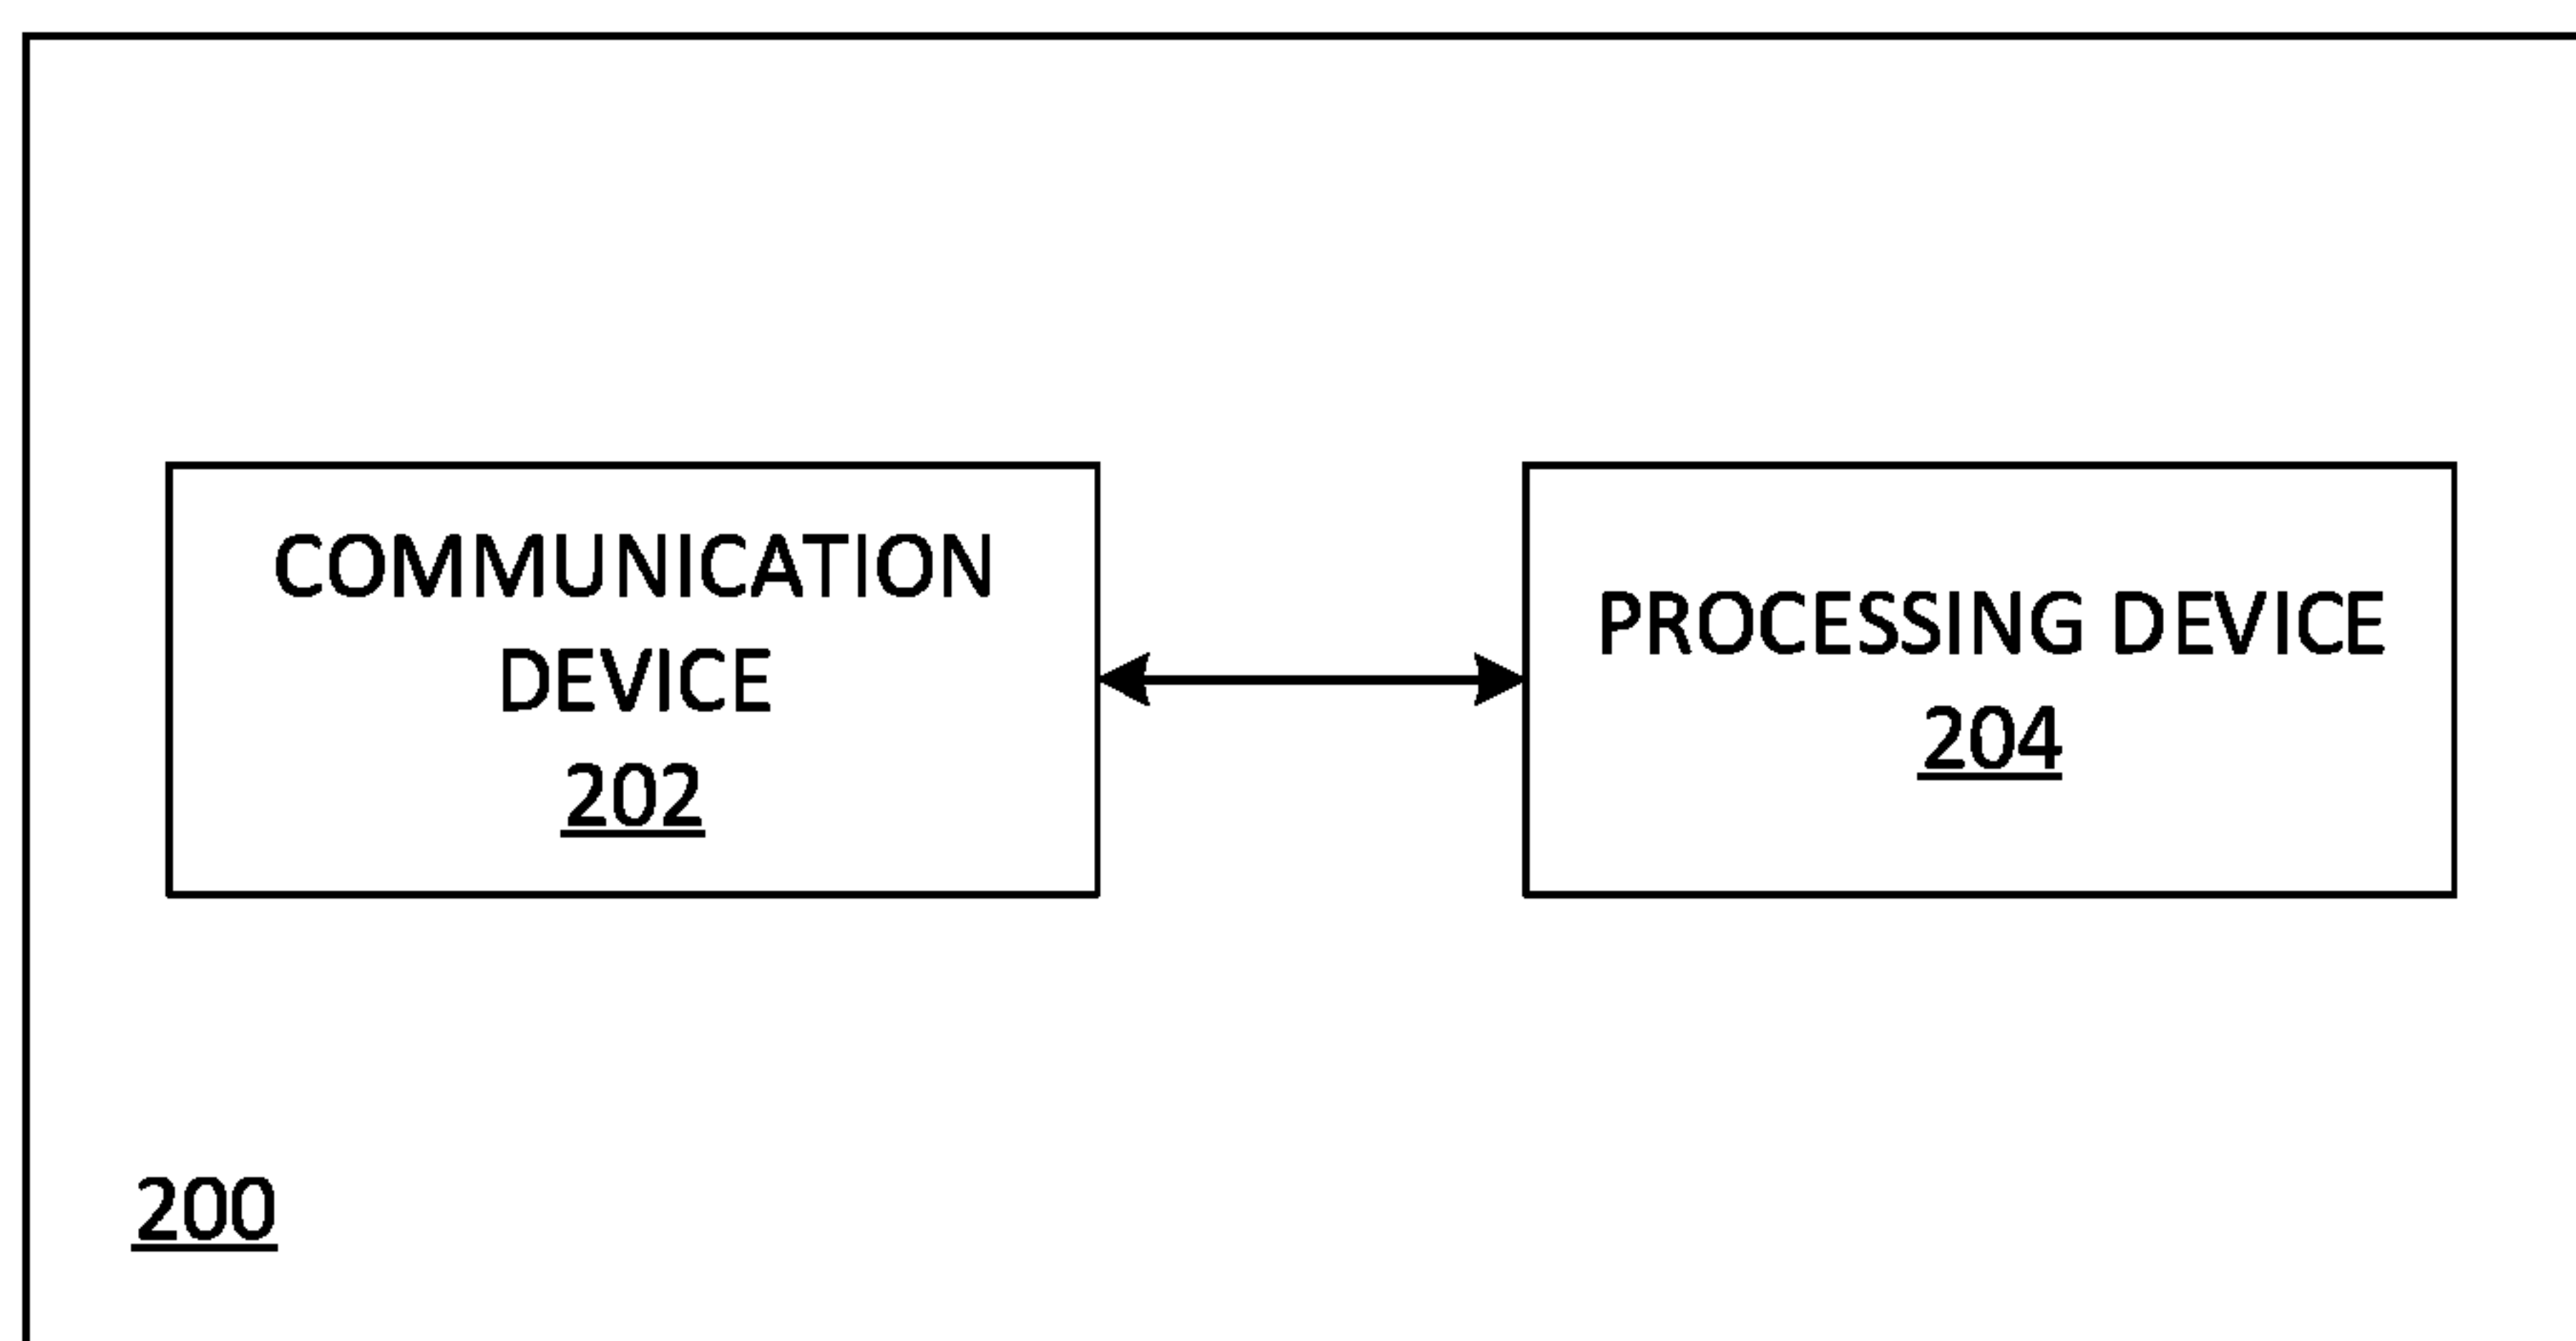 COMMUNICATION
DEVICE
202
PROCESSING DEVICE
204
200